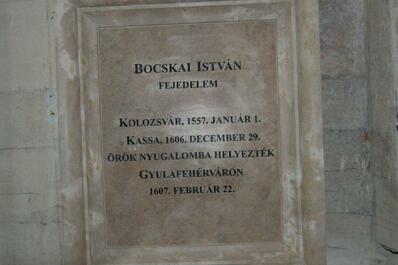 BOCSKAI ISTVÁN
FEJEDELEM
KOLOZSVÁR, 1557. JANUÁR 1.
KASSA, 1606. DECEMBER 29.
ÖRÖK NYUGALOMBA HELYEZTÉK
GYULAFEHÉRVÁRON
1607. FEBRUÁR 22.